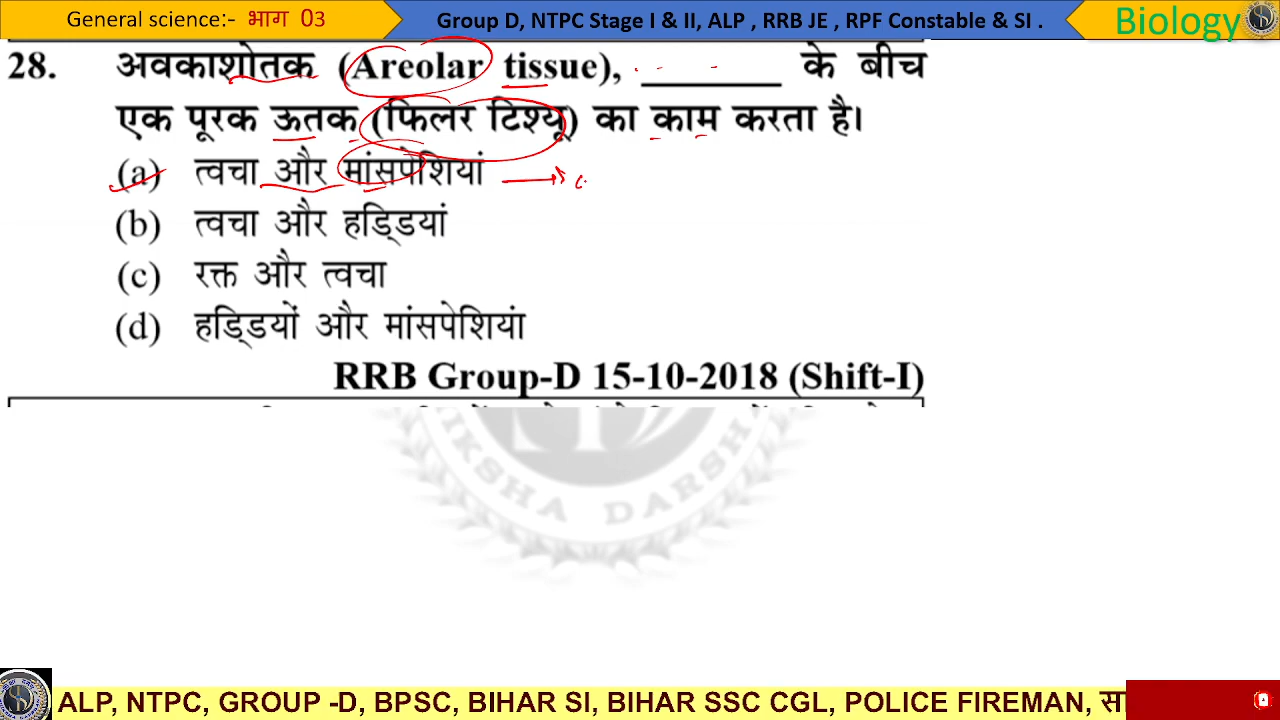 General science:- भाग 03
Group D, NTPC Stage I & II, ALP , RRB JE , RPF Constable & SI .
Biology
28. अवकाशोतक (Areolar tissue), ________ के बीच
एक पूरक ऊतक (फिलर टिश्यू) का काम करता है।
(a) त्वचा और मांसपेशियां
(b) त्वचा और हड्डियां
(c) रक्त और त्वचा
(d) हड्डियों और मांसपेशियां
RRB Group-D 15-10-2018 (Shift-I)
SHIKSHA DARSH
ALP, NTPC, GROUP -D, BPSC, BIHAR SI, BIHAR SSC CGL, POLICE FIREMAN,